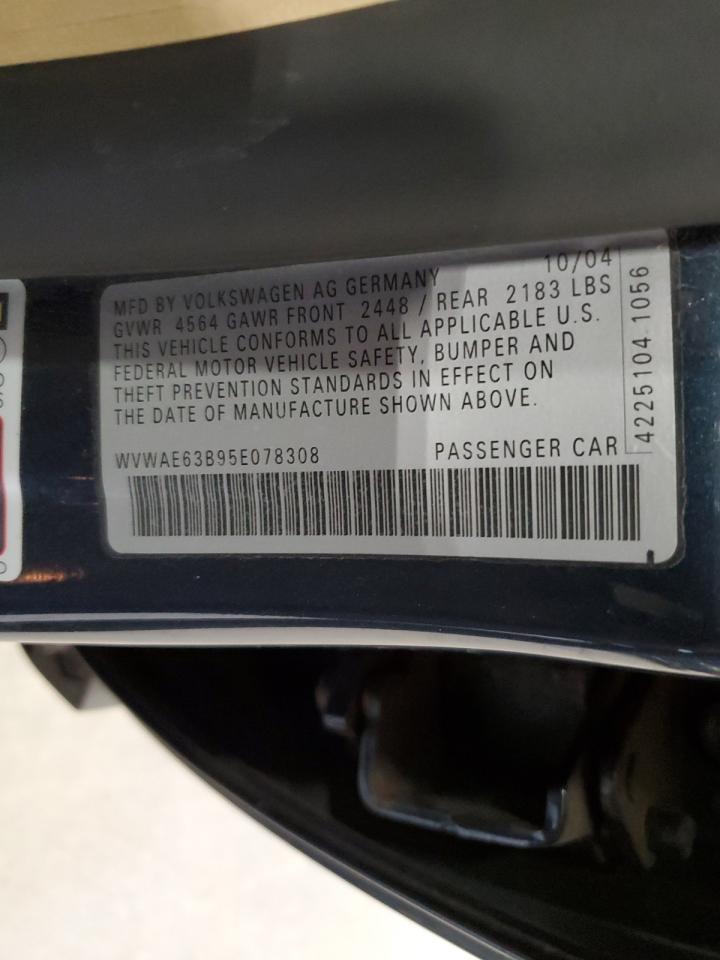 MFD BY VOLKSWAGEN AG GERMANY 10/04
GVWR 4564 GAWR FRONT 2448 / REAR 2183 LBS
THIS VEHICLE CONFORMS TO ALL APPLICABLE U.S.
FEDERAL MOTOR VEHICLE SAFETY, BUMPER AND
THEFT PREVENTION STANDARDS IN EFFECT ON
THE DATE OF MANUFACTURE SHOWN ABOVE.
WVWAE63B95E078308 PASSENGER CAR
4225104 1056